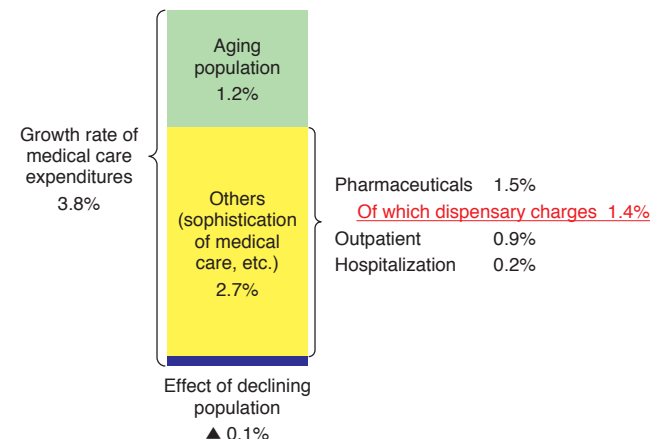 Aging
population
1.2%
Growth rate of
medical care
expenditures
3.8%
Others
(sophistication
of medical
care, etc.)
2.7%
Pharmaceuticals 1.5%
Of which dispensary charges 1.4%
Outpatient 0.9%
Hospitalization 0.2%
Effect of declining
population
▲ 0.1%